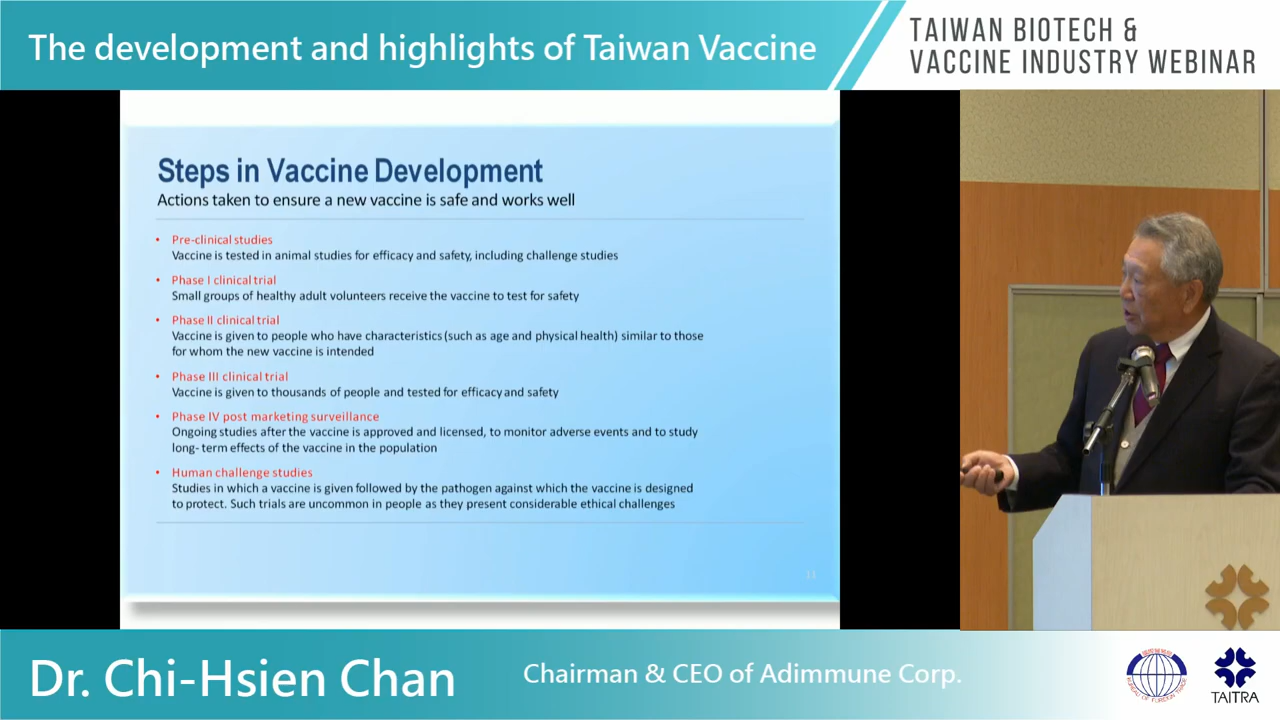 The development and highlights of Taiwan Vaccine
TAIWAN BIOTECH &
VACCINE INDUSTRY WEBINAR
Steps in Vaccine Development
Actions taken to ensure a new vaccine is safe and works well
• Pre-clinical studies
Vaccine is tested in animal studies for efficacy and safety, including challenge studies
• Phase I clinical trial
Small groups of healthy adult volunteers receive the vaccine to test for safety
• Phase II clinical trial
Vaccine is given to people who have characteristics (such as age and physical health) similar to those
for whom the new vaccine is intended
• Phase III clinical trial
Vaccine is given to thousands of people and tested for efficacy and safety
• Phase IV post marketing surveillance
Ongoing studies after the vaccine is approved and licensed, to monitor adverse events and to study
long- term effects of the vaccine in the population
• Human challenge studies
Studies in which a vaccine is given followed by the pathogen against which the vaccine is designed
to protect. Such trials are uncommon in people as they present considerable ethical challenges
11
Dr. Chi-Hsien Chan
Chairman & CEO of Adimmune Corp.
BUREAU OF FOREIGN TRADE
TAITRA